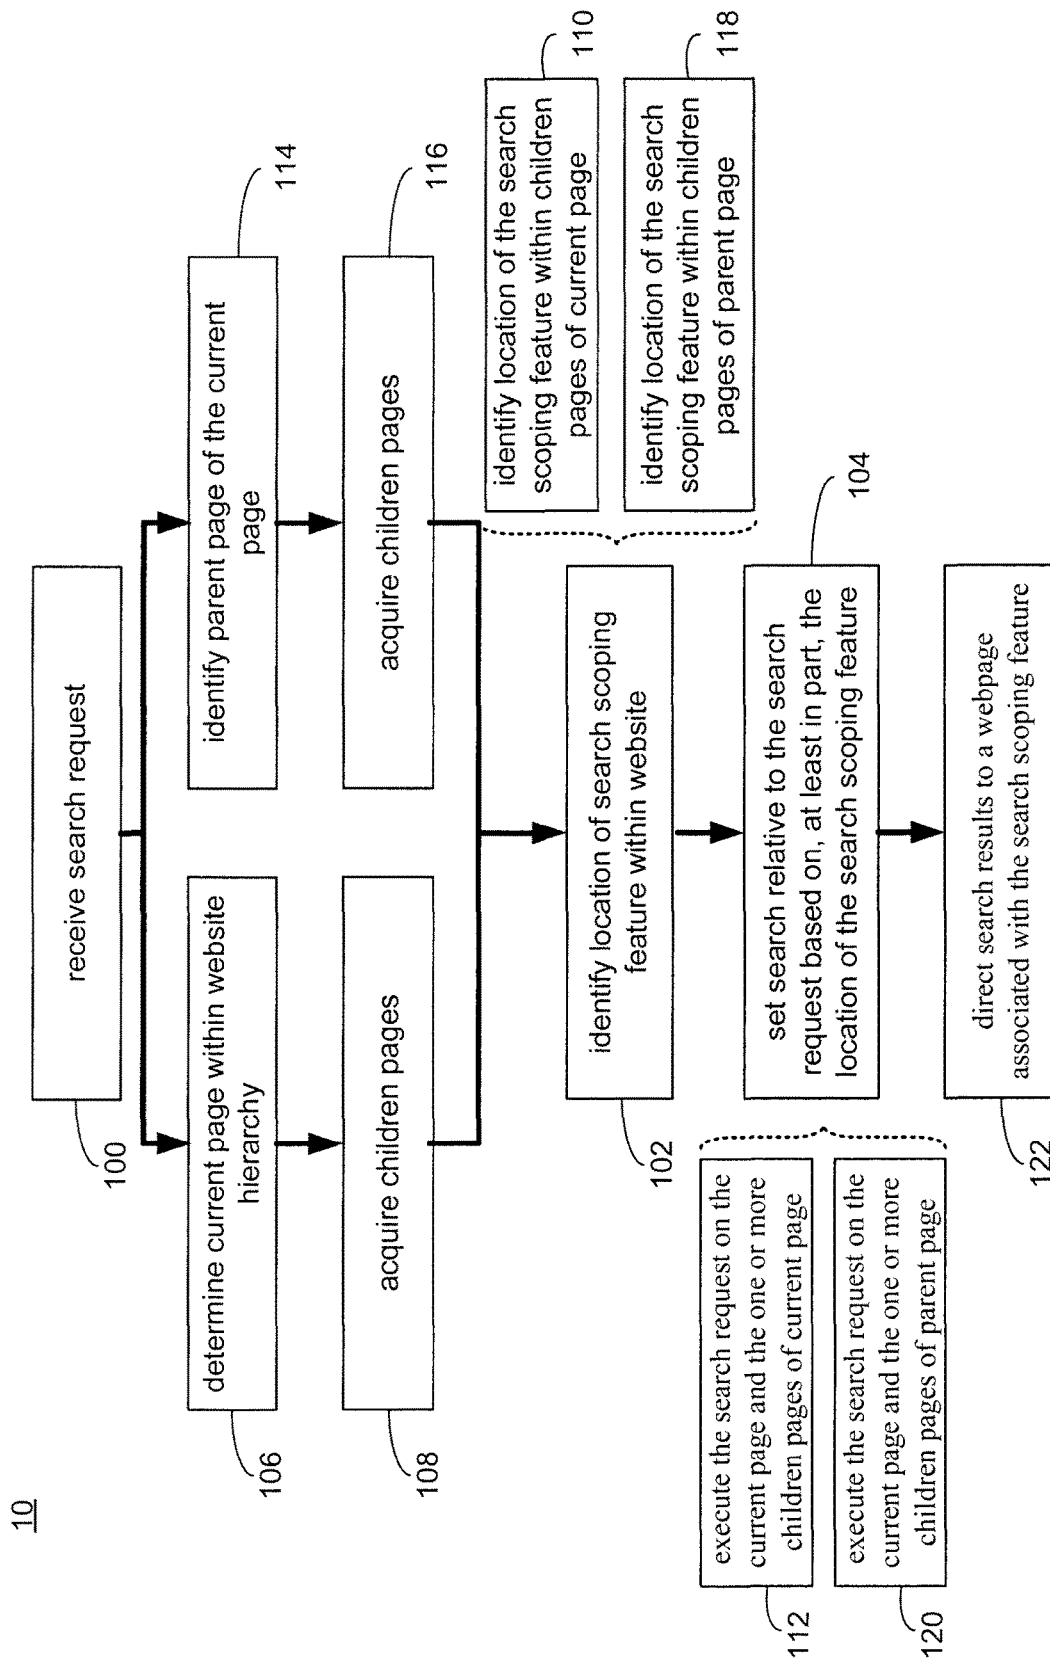 10
receive search request
100
determine current page within website
hierarchy
106
identify parent page of the current
page
114
acquire children pages
108
acquire children pages
116
identify location of search scoping
feature within website
102
identify location of the search
scoping feature within children
pages of current page
110
identify location of the search
scoping feature within children
pages of parent page
118
set search relative to the search
request based on, at least in part, the
location of the search scoping feature
104
execute the search request on the
current page and the one or more
children pages of current page
112
execute the search request on the
current page and the one or more
children pages of parent page
120
direct search results to a webpage
associated with the search scoping feature
122